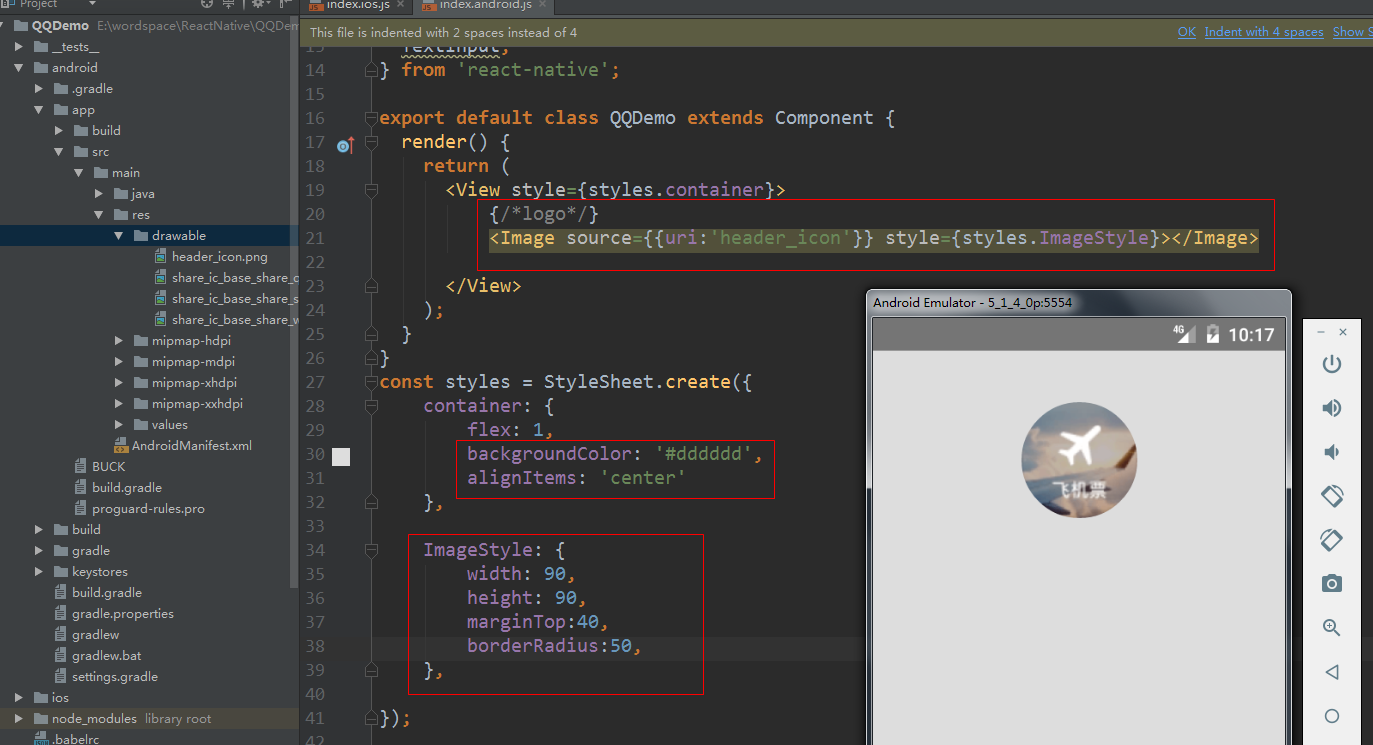 Project
index.ios.js
index.android.js
QQDemo E:\wordspace\ReactNative\QQDem
This file is indented with 2 spaces instead of 4
OK
Indent with 4 spaces
Show S
__tests__
android
.gradle
app
build
src
main
java
res
drawable
header_icon.png
share_ic_base_share_
share_ic_base_share_s
share_ic_base_share_w
mipmap-hdpi
mipmap-mdpi
mipmap-xhdpi
mipmap-xxhdpi
values
AndroidManifest.xml
BUCK
build.gradle
proguard-rules.pro
build
gradle
keystores
build.gradle
gradle.properties
gradlew
gradlew.bat
settings.gradle
ios
node_modules library root
.babelrc
13 TextInput,
14 } from 'react-native';
15
16 export default class QQDemo extends Component {
17 render() {
18 return (
19 <View style={styles.container}>
20 {/*logo*/}
21 <Image source={{uri:'header_icon'}} style={styles.ImageStyle}></Image>
22
23 </View>
24 );
25 }
26 }
27 const styles = StyleSheet.create({
28 container: {
29 flex: 1,
30 backgroundColor: '#dddddd',
31 alignItems: 'center'
32 },
33
34 ImageStyle: {
35 width: 90,
36 height: 90,
37 marginTop:40,
38 borderRadius:50,
39 },
40
41 });
42
Android Emulator - 5_1_4_0p:5554
4G 10:17
飞机票